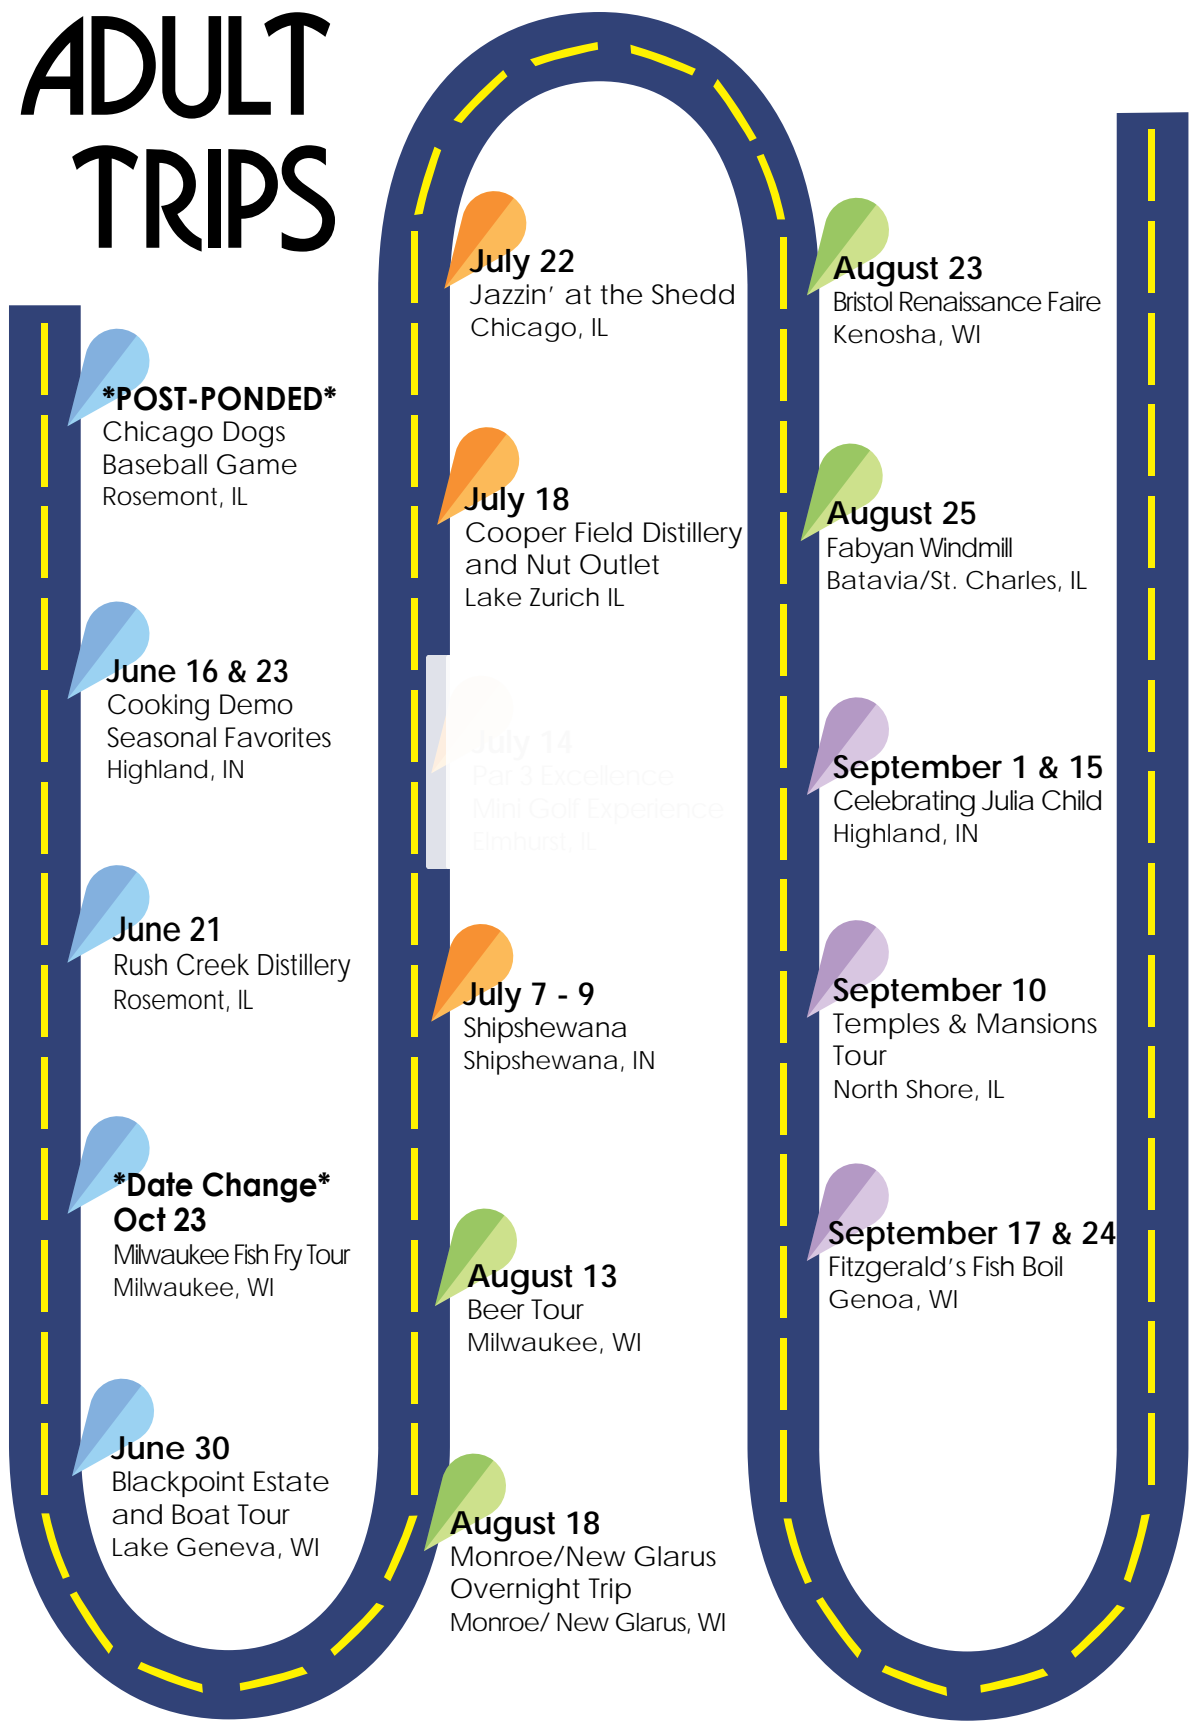 ADULT
TRIPS
*POST-PONDED*
Chicago Dogs
Baseball Game
Rosemont, IL
June 16 & 23
Cooking Demo
Seasonal Favorites
Highland, IN
June 21
Rush Creek Distillery
Rosemont, IL
*Date Change*
Oct 23
Milwaukee Fish Fry Tour
Milwaukee, WI
June 30
Blackpoint Estate
and Boat Tour
Lake Geneva, WI
July 22
Jazzin' at the Shedd
Chicago, IL
July 18
Cooper Field Distillery
and Nut Outlet
Lake Zurich IL
July 14
Par 3 Excellence
Mini Golf Experience
Elmhurst, IL
July 7 - 9
Shipshewana
Shipshewana, IN
August 13
Beer Tour
Milwaukee, WI
August 18
Monroe/New Glarus
Overnight Trip
Monroe/ New Glarus, WI
August 23
Bristol Renaissance Faire
Kenosha, WI
August 25
Fabyan Windmill
Batavia/St. Charles, IL
September 1 & 15
Celebrating Julia Child
Highland, IN
September 10
Temples & Mansions
Tour
North Shore, IL
September 17 & 24
Fitzgerald's Fish Boil
Genoa, WI